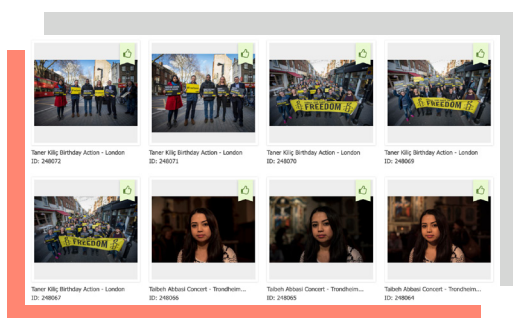 FREEDOM
FREEDOM
Taner Kiliç Birthday Action - London
ID: 248072
Taner Kiliç Birthday Action - London
ID: 248071
Taner Kiliç Birthday Action - London
ID: 248070
Taner Kiliç Birthday Action - London
ID: 248069
FREEDOM
Taner Kiliç Birthday Action - London
ID: 248067
Taibeh Abbasi Concert - Trondheim...
ID: 248066
Taibeh Abbasi Concert - Trondheim...
ID: 248065
Taibeh Abbasi Concert - Trondheim...
ID: 248064